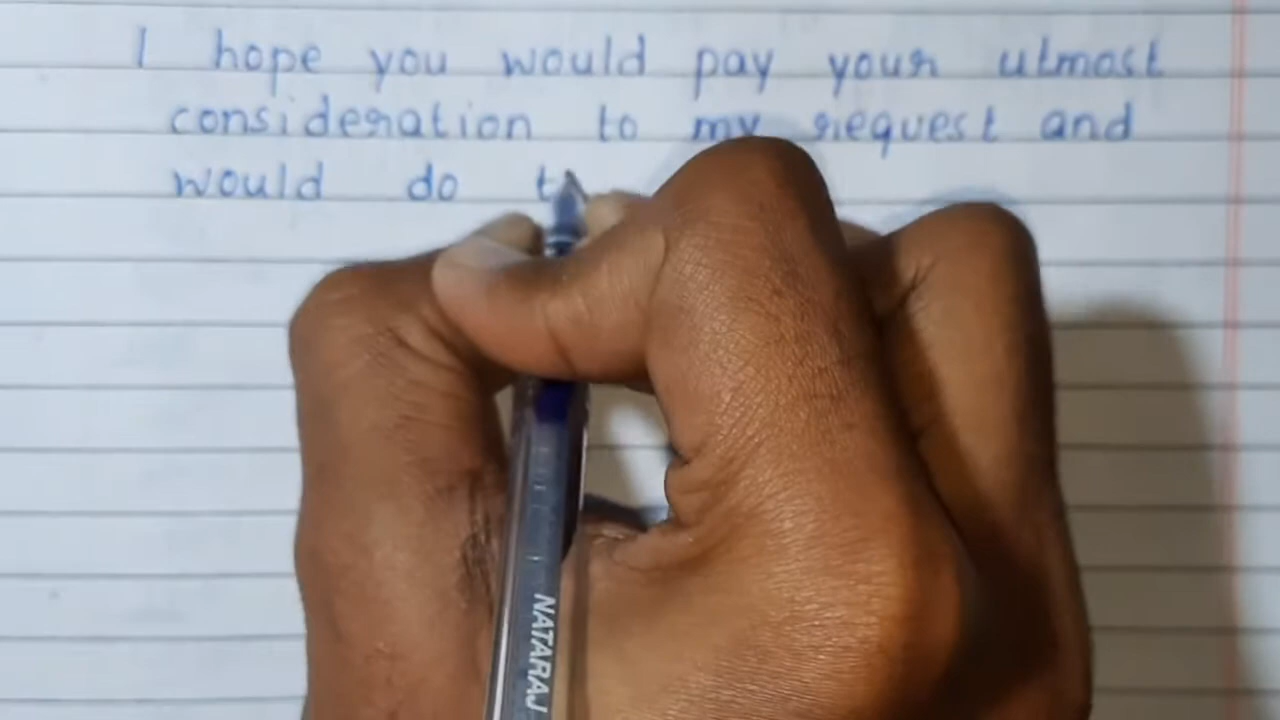 I hope you would pay your utmost
consideration to my request and
would do t
NATARAJ